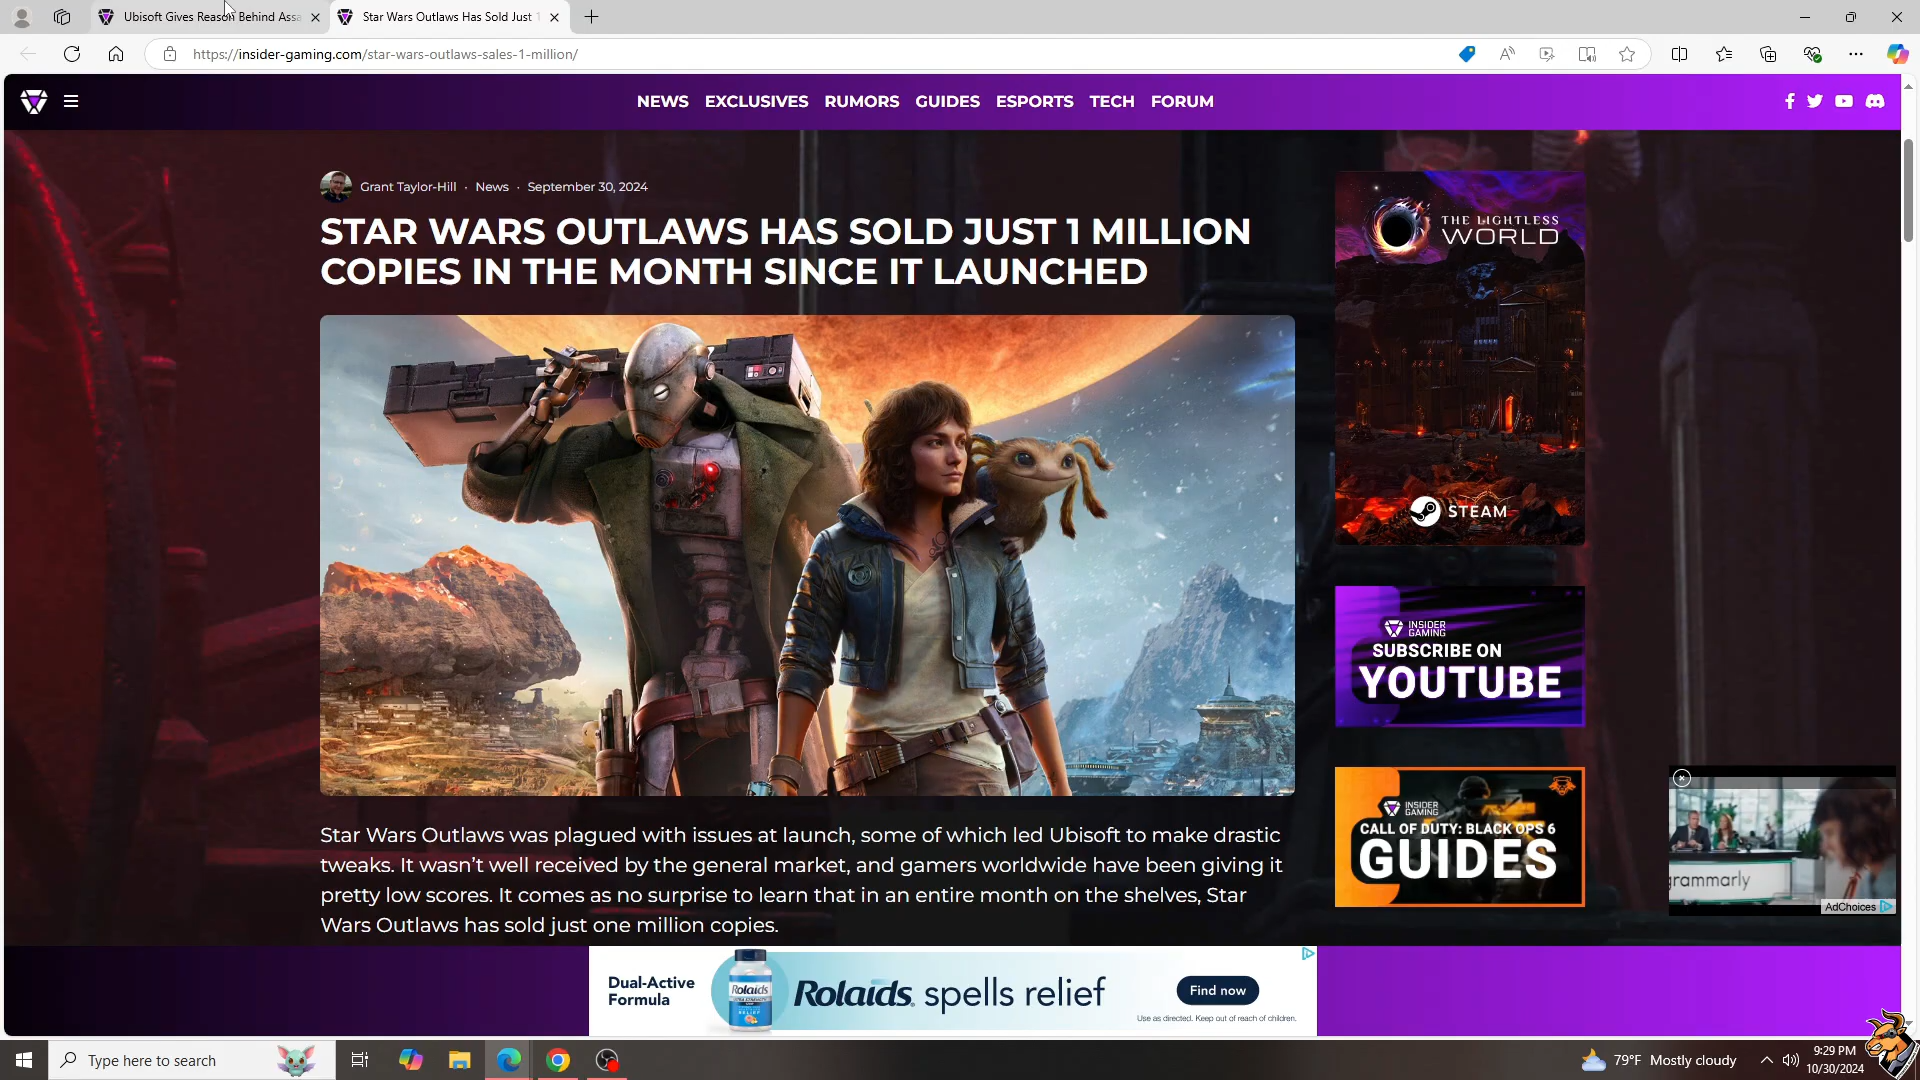 Ubisoft Gives Reason Behind Assa
Star Wars Outlaws Has Sold Just 1
https://insider-gaming.com/star-wars-outlaws-sales-1-million/
NEWS EXCLUSIVES RUMORS GUIDES ESPORTS TECH FORUM
Grant Taylor-Hill · News · September 30, 2024
STAR WARS OUTLAWS HAS SOLD JUST 1 MILLION
COPIES IN THE MONTH SINCE IT LAUNCHED
THE LIGHTLESS
WORLD
STEAM
INSIDER
GAMING
SUBSCRIBE ON
YOUTUBE
INSIDER
GAMING
CALL OF DUTY: BLACK OPS 6
GUIDES
grammarly
AdChoices
Star Wars Outlaws was plagued with issues at launch, some of which led Ubisoft to make drastic
tweaks. It wasn't well received by the general market, and gamers worldwide have been giving it
pretty low scores. It comes as no surprise to learn that in an entire month on the shelves, Star
Wars Outlaws has sold just one million copies.
Dual-Active
Formula
Rolaids
Rolaids spells relief
Find now
Use as directed. Keep out of reach of children.
Type here to search
79°F Mostly cloudy
9:29 PM
10/30/2024